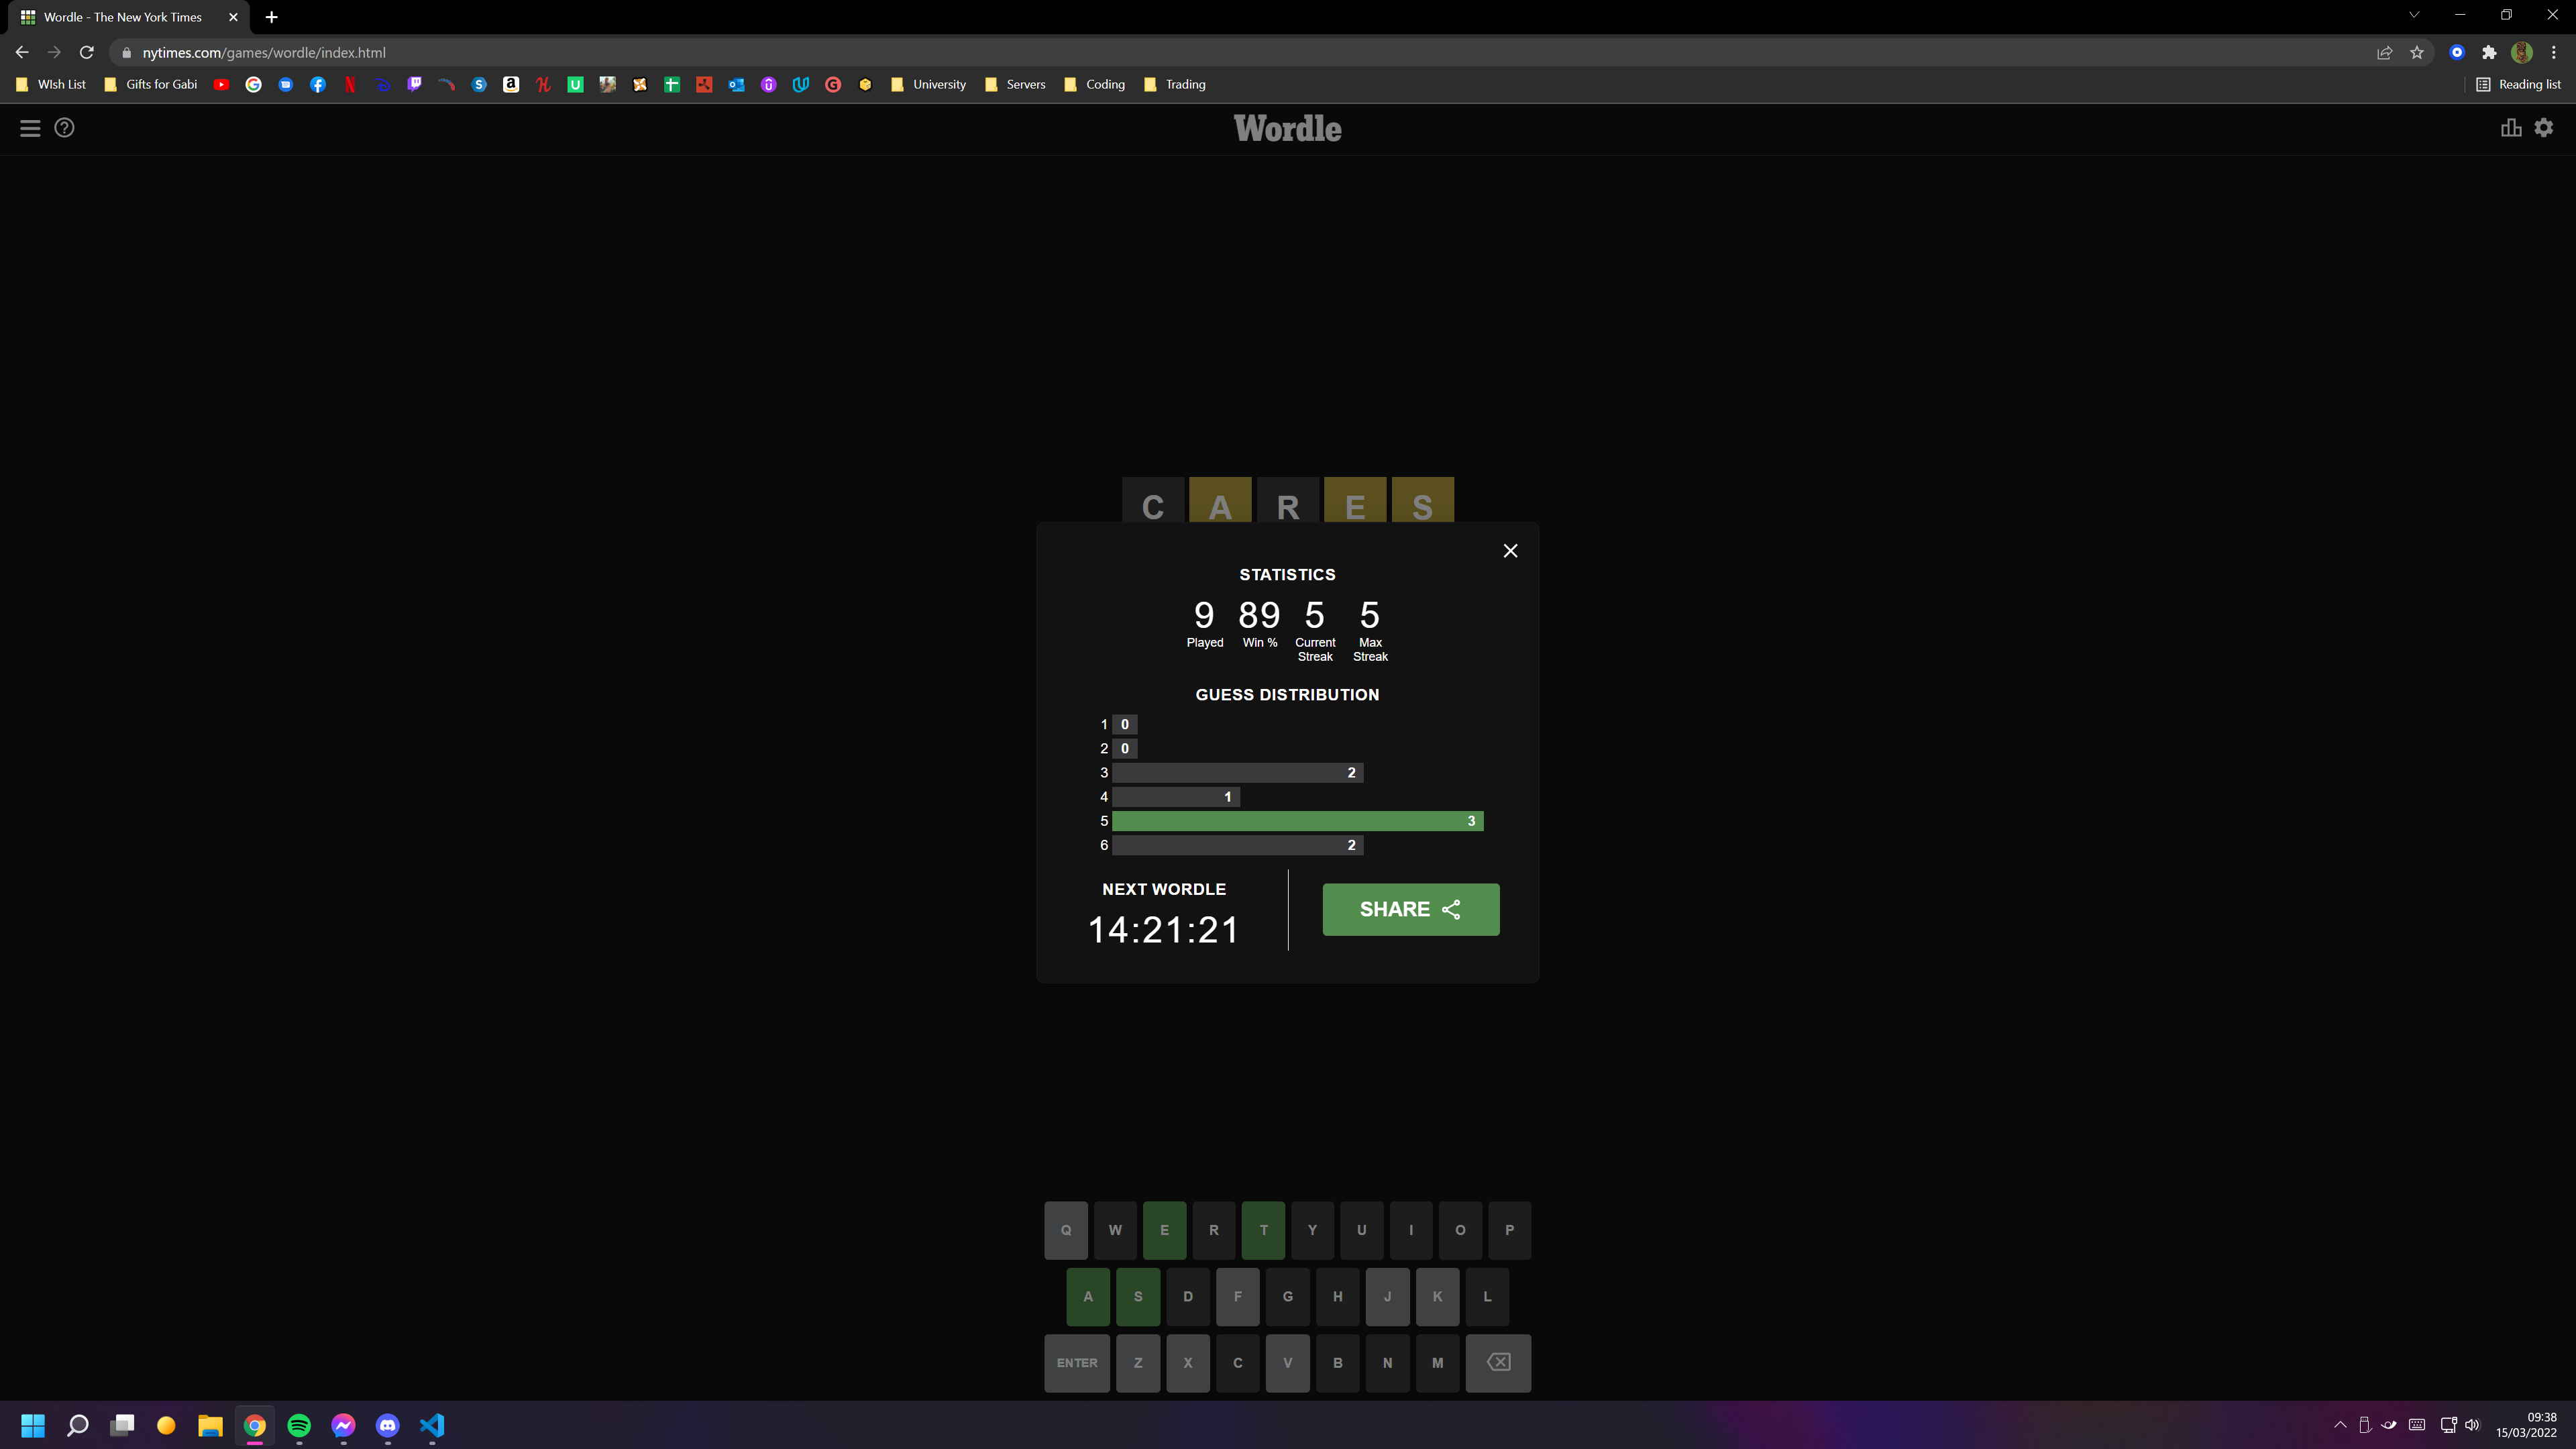 Wordle - The New York Times
nytimes.com/games/wordle/index.html
WIsh List Gifts for Gabi University Servers Coding Trading Reading list
Wordle
C A R E S
STATISTICS
9 89 5 5
Played Win % Current Streak Max Streak
GUESS DISTRIBUTION
1 0
2 0
3 2
4 1
5 3
6 2
NEXT WORDLE
14:21:21
SHARE
Q W E R T Y U I O P
A S D F G H J K L
ENTER Z X C V B N M
09:38
15/03/2022